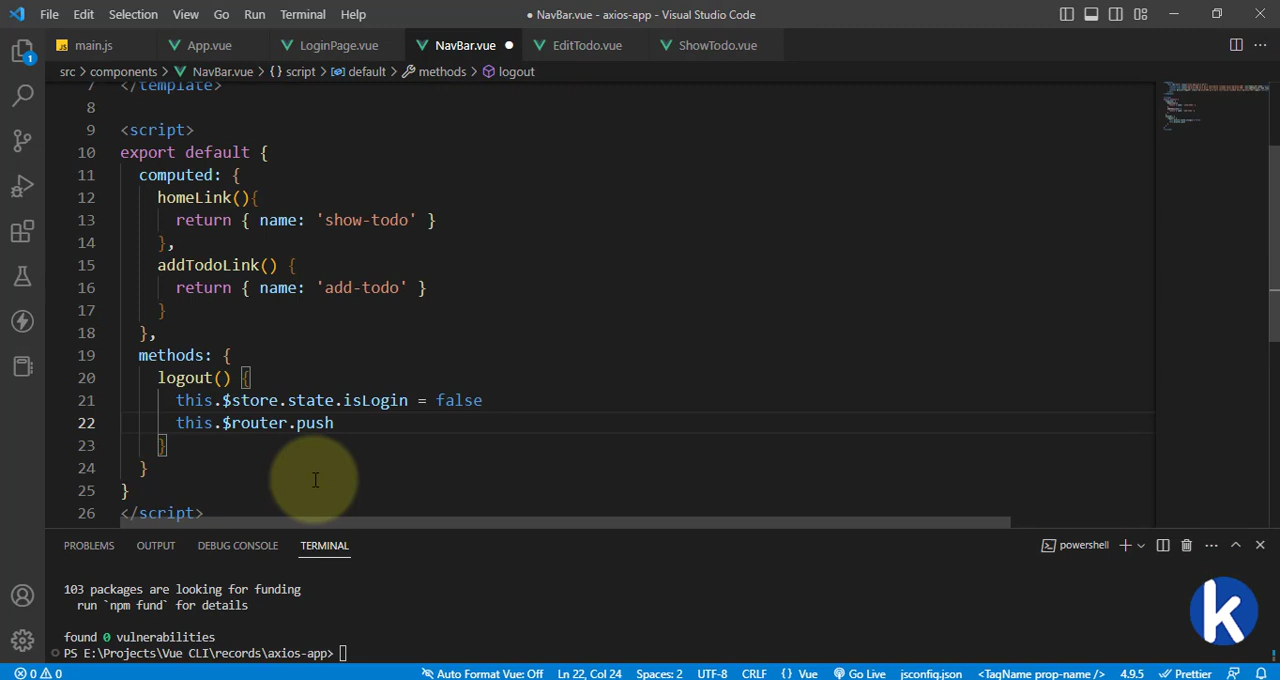 File Edit Selection View Go Run Terminal Help
● NavBar.vue - axios-app - Visual Studio Code
JS main.js App.vue LoginPage.vue NavBar.vue ● EditTodo.vue ShowTodo.vue
src > components > NavBar.vue > {} script > default > methods > logout
7 </template>
8
9 <script>
10 export default {
11 computed: {
12 homeLink(){
13 return { name: 'show-todo' }
14 },
15 addTodoLink() {
16 return { name: 'add-todo' }
17 }
18 },
19 methods: {
20 logout() {
21 this.$store.state.isLogin = false
22 this.$router.push
23 }
24 }
25 }
26 </script>
1
PROBLEMS OUTPUT DEBUG CONSOLE TERMINAL powershell
103 packages are looking for funding
run `npm fund` for details
found 0 vulnerabilities
PS E:\Projects\Vue CLI\records\axios-app>
k
0 0 Auto Format Vue: Off Ln 22, Col 24 Spaces: 2 UTF-8 CRLF {} Vue Go Live jsconfig.json <TagName prop-name /> 4.9.5 Prettier